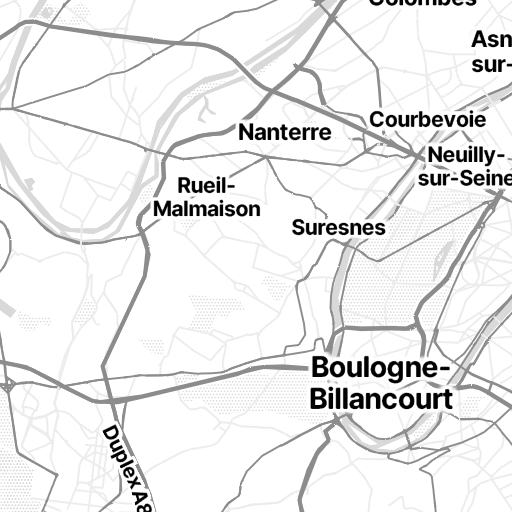 Colombes
Asn
sur-
Courbevoie
Nanterre
Neuilly-
sur-Seine
Rueil-
Malmaison
Suresnes
Boulogne-
Billancourt
Duplex A8